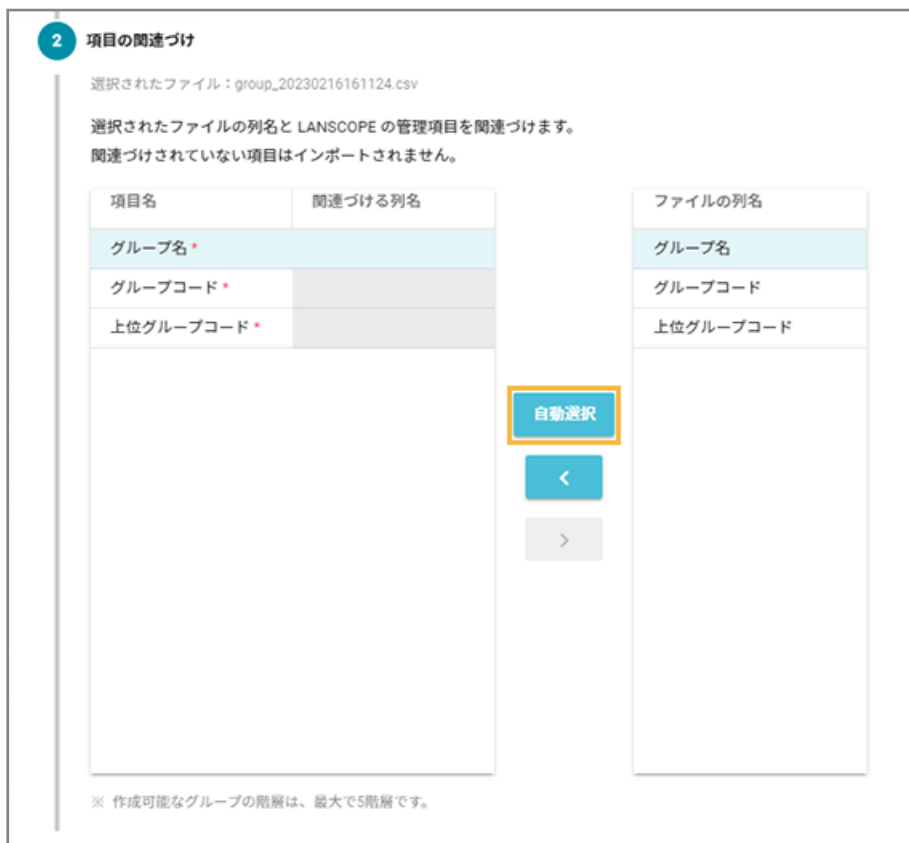 2 項目の関連づけ
選択されたファイル：group_20230216161124.csv
選択されたファイルの列名と LANSCOPE の管理項目を関連づけます。
関連づけされていない項目はインポートされません。
項目名 関連づける列名 ファイルの列名
グループ名 * グループ名
グループコード * グループコード
上位グループコード * 上位グループコード
自動選択
<
>
※ 作成可能なグループの階層は、最大で5階層です。